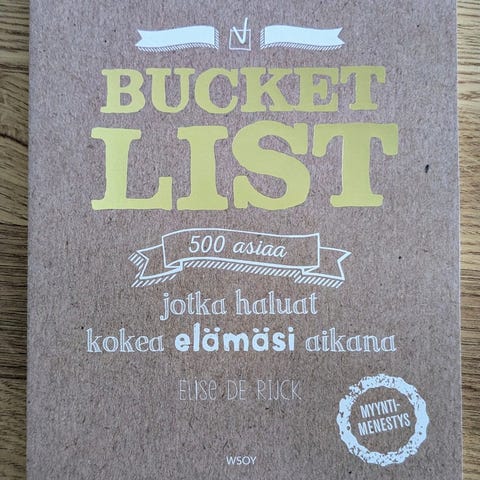 BUCKET
LIST
500 asiaa
jotka haluat
kokea elämäsi aikana
ELISE DE RIJCK
MYYNTI-
MENESTYS
WSOY